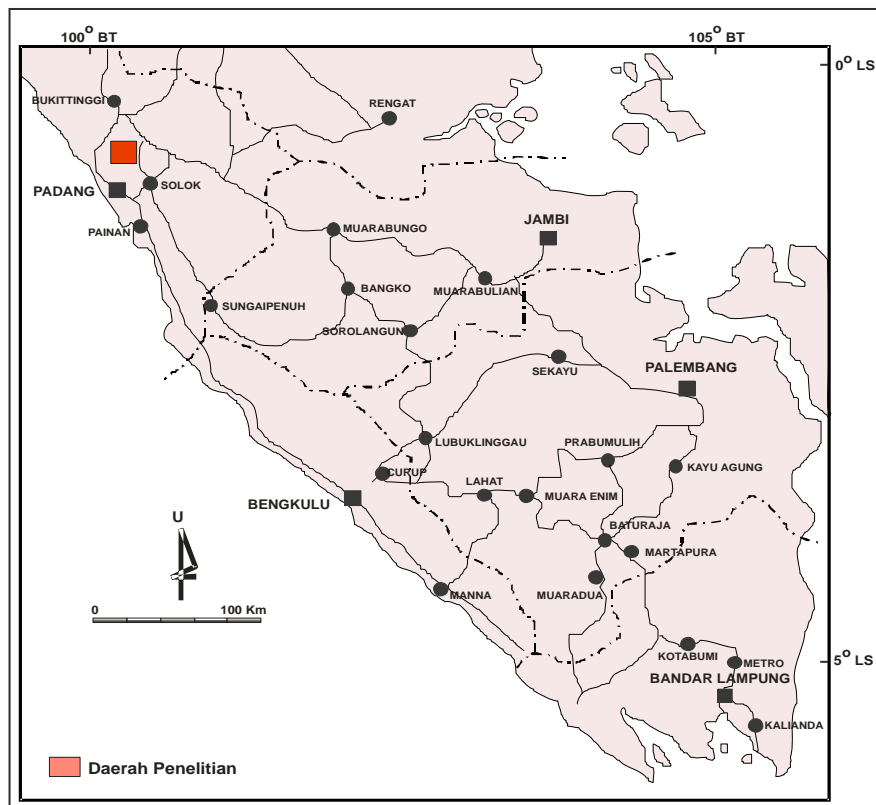 100° BT
105° BT
0° LS
BUKITTINGGI
RENGAT
SOLOK
PADANG
PAINAN
MUARABUNGO
JAMBI
BANGKO
MUARABULIAN
SUNGAIPENUH
SOROLANGUN
SEKAYU
PALEMBANG
LUBUKLINGGAU
PRABUMULIH
KAYU AGUNG
CURUP
LAHAT
MUARA ENIM
BENGKULU
U
BATURAJA
MARTAPURA
MUARADUA
MANNA
0 100 Km
KOTABUMI
METRO
5° LS
BANDAR LAMPUNG
KALIANDA
Daerah Penelitian